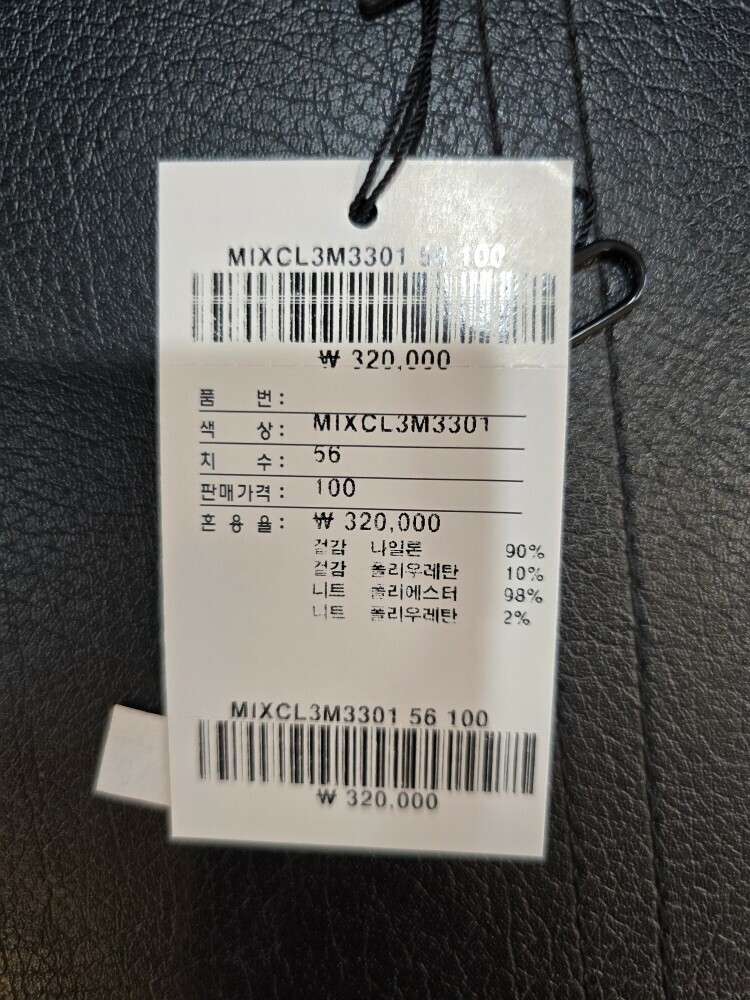 MIXCL3M3301 56 100
₩ 320,000
품 번 :
색 상 : MIXCL3M3301
치 수 : 56
판매가격 : 100
혼 용 율 : ₩ 320,000
겉감 나일론 90%
겉감 폴리우레탄 10%
니트 폴리에스터 98%
니트 폴리우레탄 2%
MIXCL3M3301 56 100
₩ 320,000